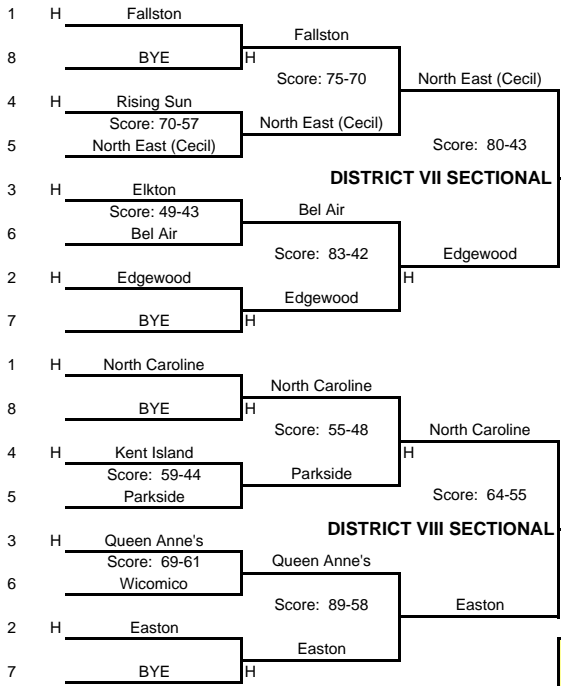 1 H Fallston
Fallston
8 BYE H
Score: 75-70 North East (Cecil)
4 H Rising Sun
Score: 70-57 North East (Cecil)
5 North East (Cecil) Score: 80-43
DISTRICT VII SECTIONAL
3 H Elkton
Score: 49-43 Bel Air
6 Bel Air
Score: 83-42 Edgewood
2 H Edgewood H
Edgewood
7 BYE H
1 H North Caroline
North Caroline
8 BYE H
Score: 55-48 North Caroline
4 H Kent Island H
Score: 59-44 Parkside
5 Parkside Score: 64-55
DISTRICT VIII SECTIONAL
3 H Queen Anne's
Score: 69-61 Queen Anne's
6 Wicomico
Score: 89-58 Easton
2 H Easton
Easton
7 BYE H